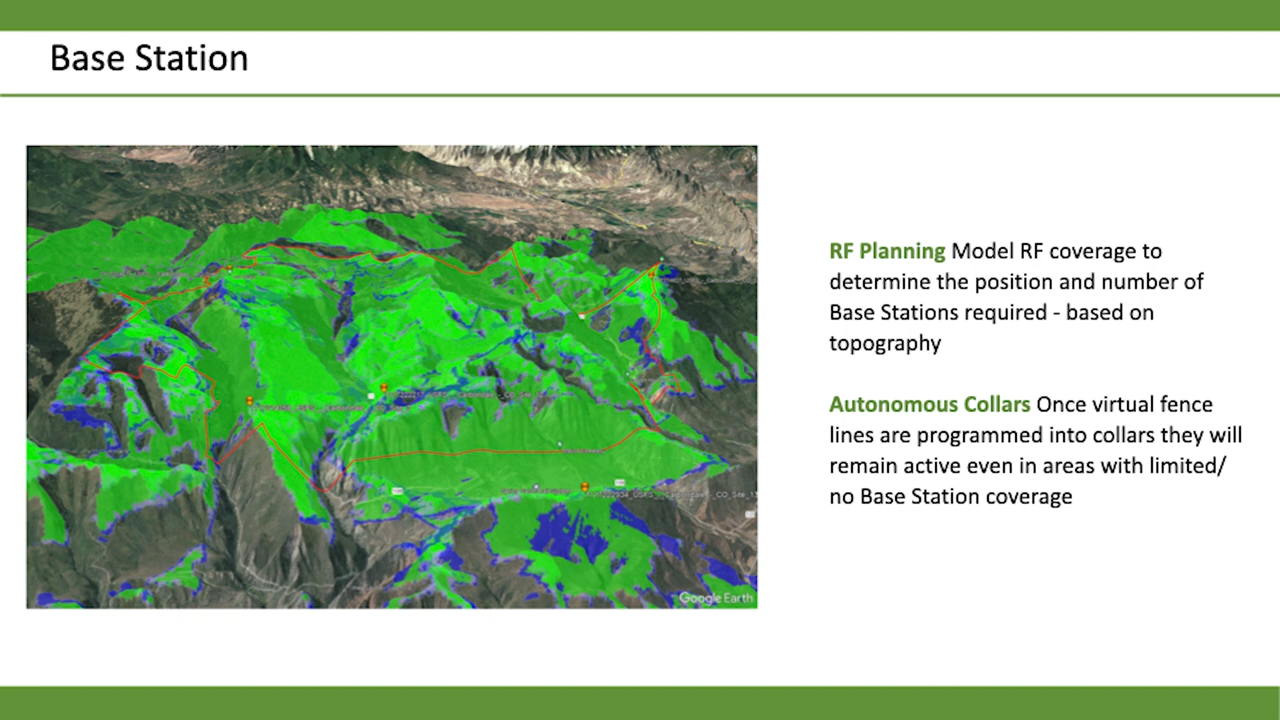 Base Station
RF Planning Model RF coverage to
determine the position and number of
Base Stations required - based on
topography
Autonomous Collars Once virtual fence
lines are programmed into collars they will
remain active even in areas with limited/
no Base Station coverage
Google Earth